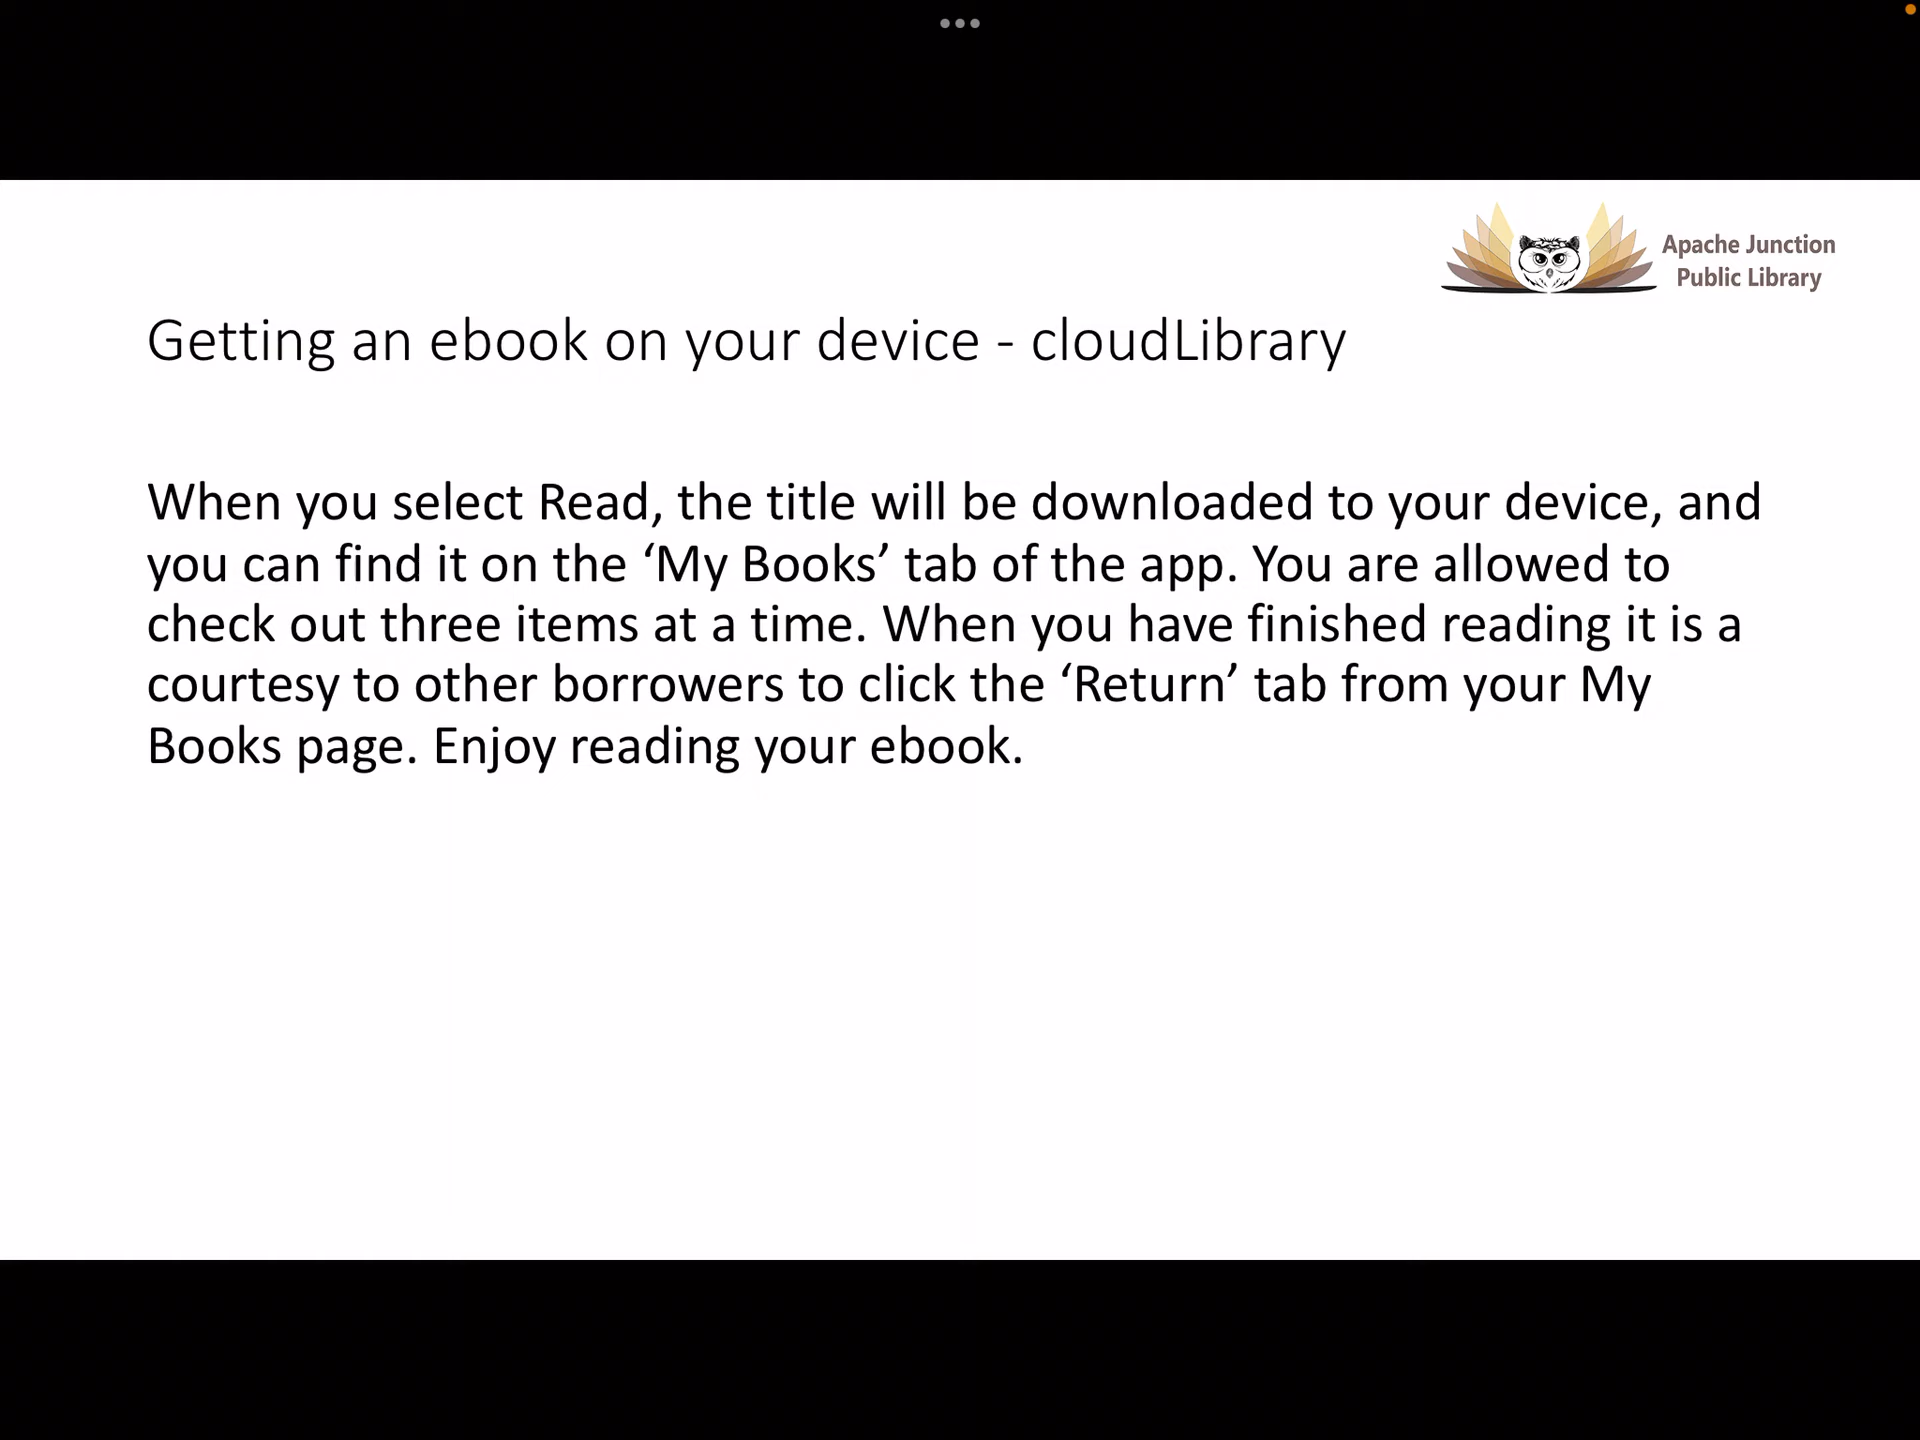 Apache Junction
Public Library
Getting an ebook on your device - cloudLibrary
When you select Read, the title will be downloaded to your device, and
you can find it on the ‘My Books’ tab of the app. You are allowed to
check out three items at a time. When you have finished reading it is a
courtesy to other borrowers to click the ‘Return’ tab from your My
Books page. Enjoy reading your ebook.